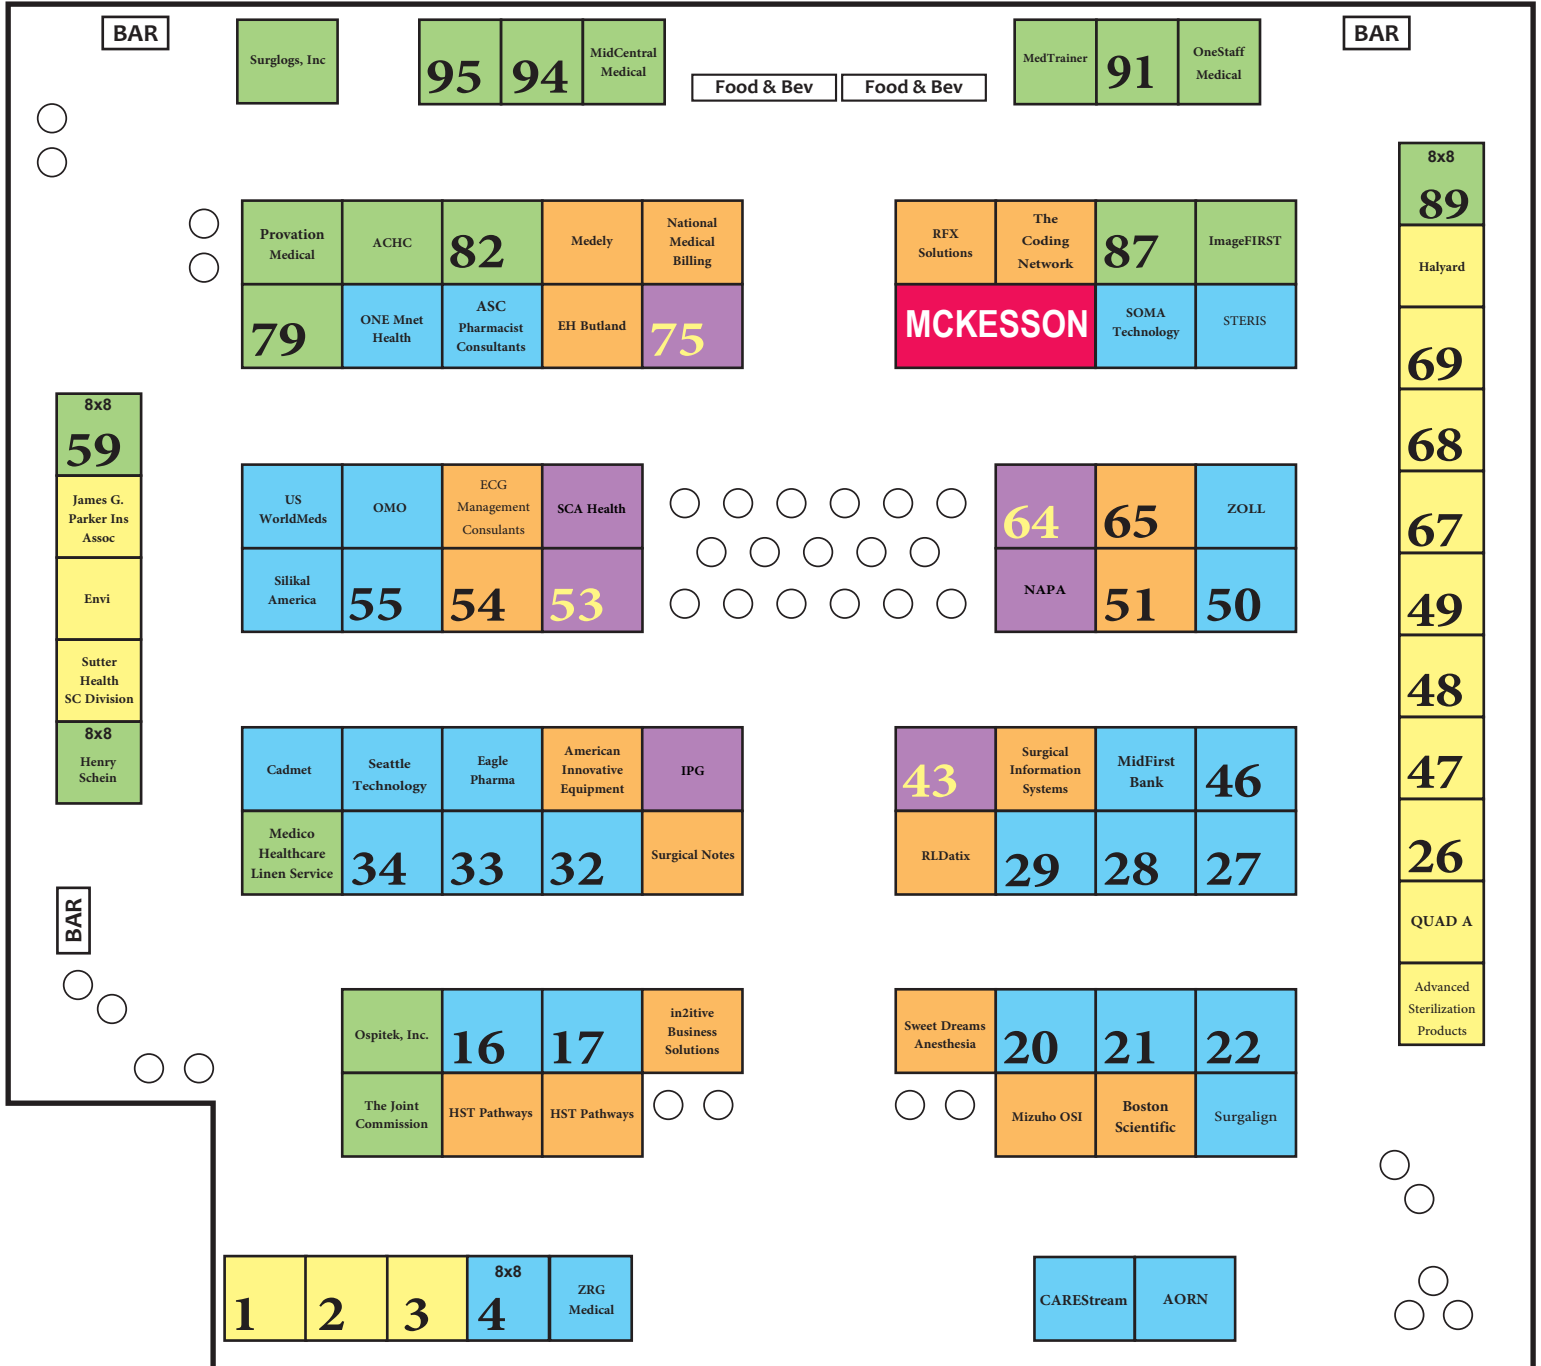 BAR
BAR
Surglogs, Inc
95
94
MidCentral
Medical
Food & Bev
Food & Bev
MedTrainer
91
OneStaff
Medical
8x8
89
Halyard
69
68
67
49
48
47
26
QUAD A
Advanced
Sterilization
Products
Provation
Medical
ACHC
82
Medely
National
Medical
Billing
79
ONE Mnet
Health
ASC
Pharmacist
Consultants
EH Butland
75
RFX
Solutions
The
Coding
Network
87
ImageFIRST
MCKESSON
SOMA
Technology
STERIS
8x8
59
James G.
Parker Ins
Assoc
Envi
Sutter
Health
SC Division
8x8
Henry
Schein
US
WorldMeds
OMO
ECG
Management
Consulants
SCA Health
Silikal
America
55
54
53
64
65
ZOLL
NAPA
51
50
Cadmet
Seattle
Technology
Eagle
Pharma
American
Innovative
Equipment
IPG
Medico
Healthcare
Linen Service
34
33
32
Surgical Notes
43
Surgical
Information
Systems
MidFirst
Bank
46
RLDatix
29
28
27
BAR
Ospitek, Inc.
16
17
in2itive
Business
Solutions
The Joint
Commission
HST Pathways
HST Pathways
Sweet Dreams
Anesthesia
20
21
22
Mizuho OSI
Boston
Scientific
Surgalign
1
2
3
8x8
4
ZRG
Medical
CAREStream
AORN